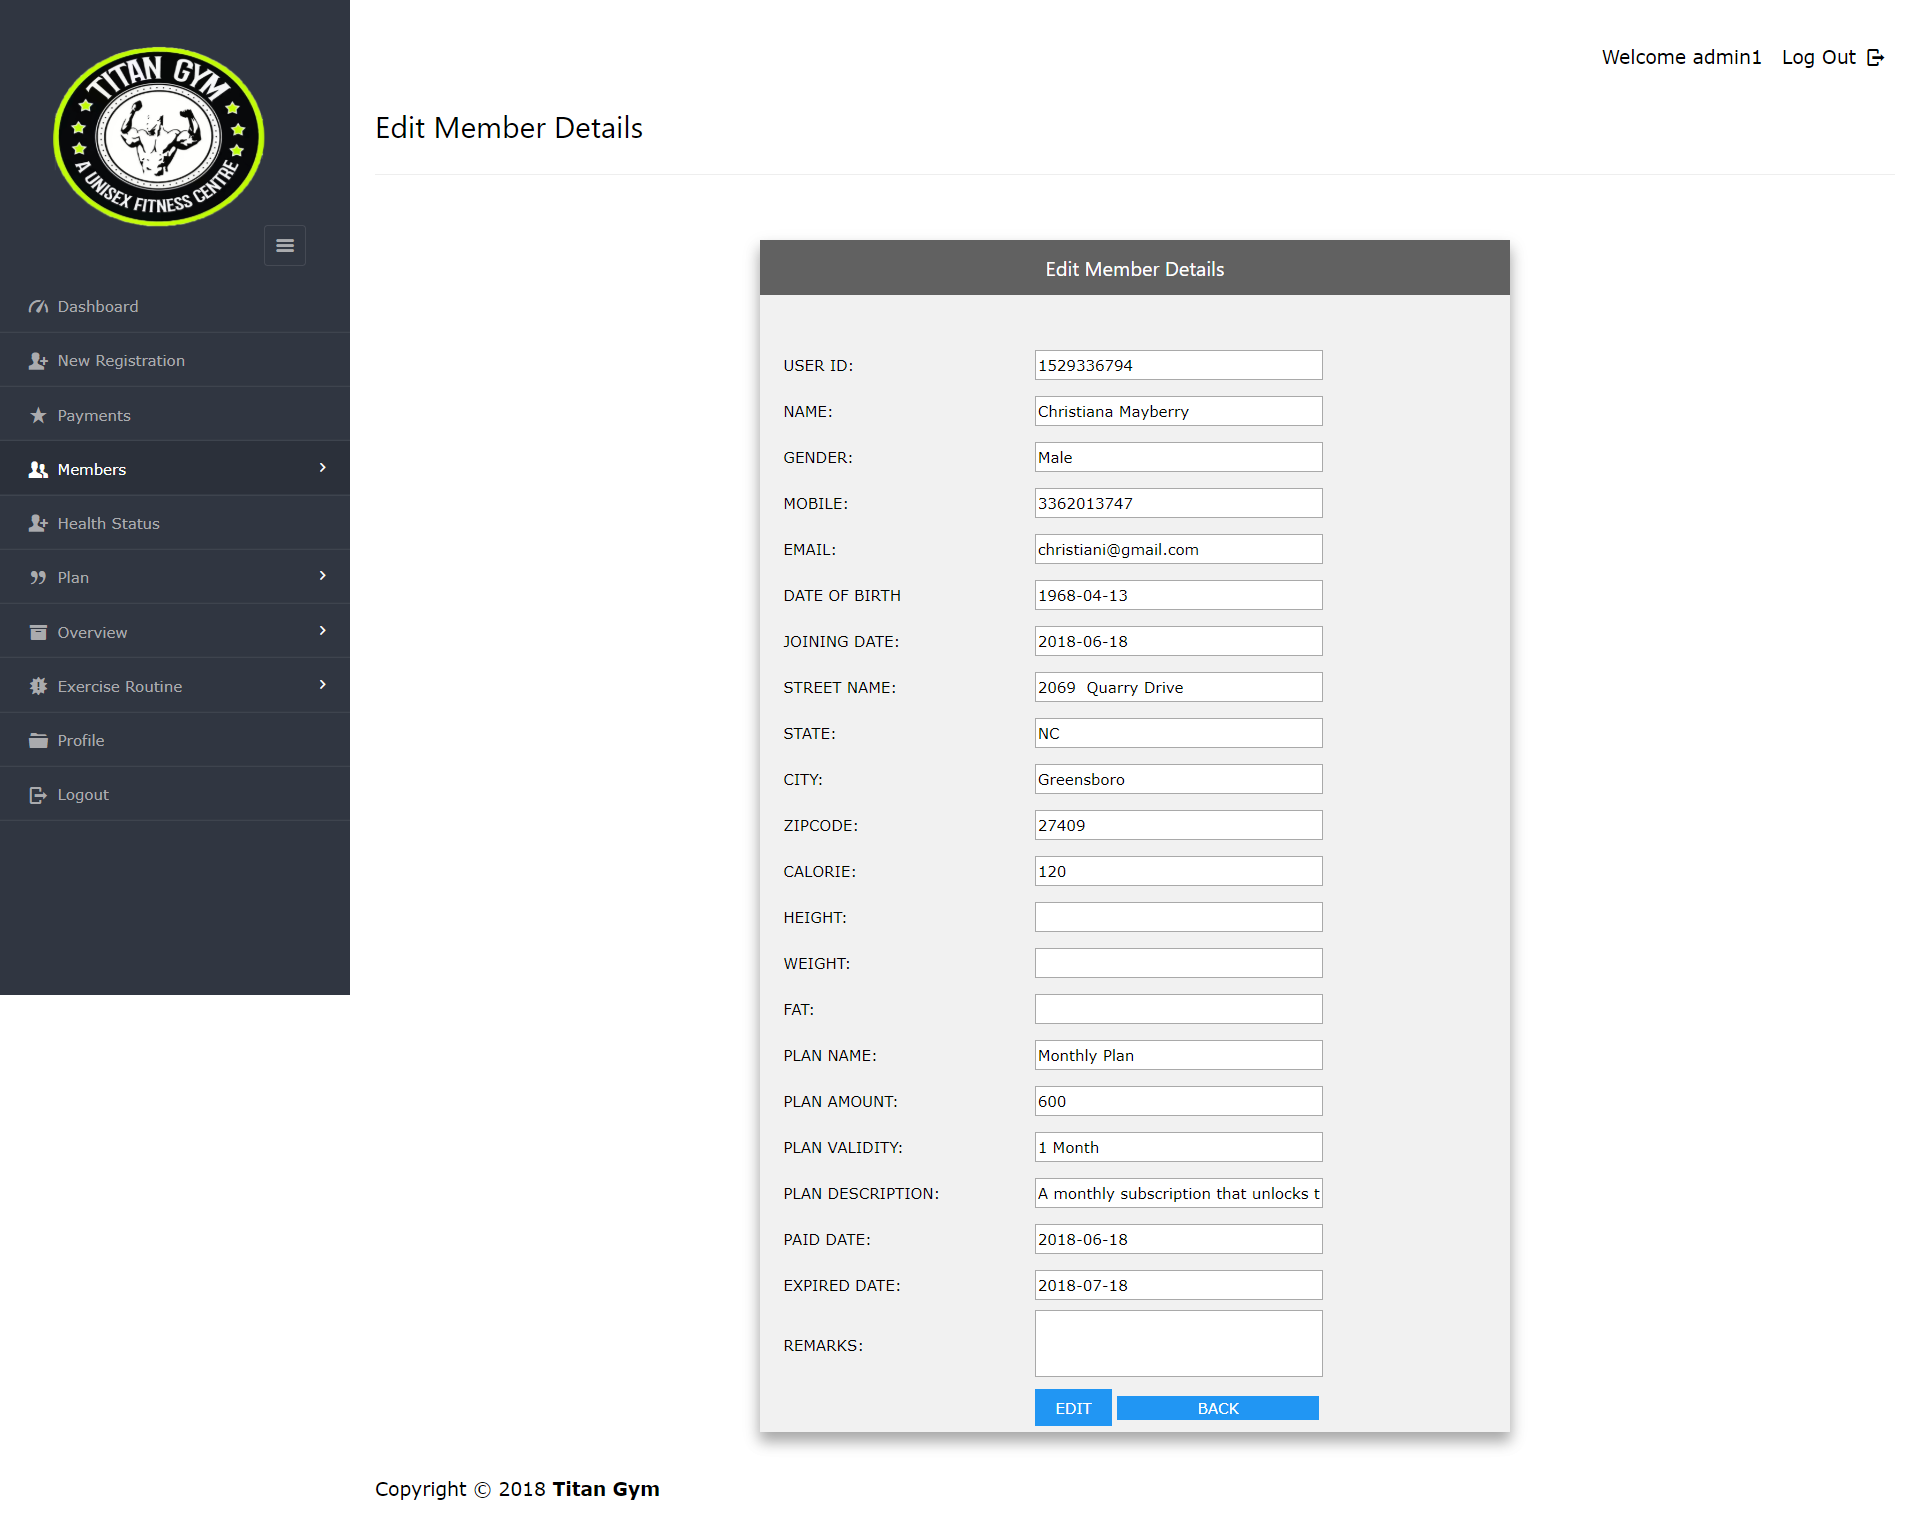 TITAN GYM
A UNISEX FITNESS CENTRE
Welcome admin1 Log Out
Edit Member Details
Dashboard
New Registration
Payments
Members
Health Status
Plan
Overview
Exercise Routine
Profile
Logout
Edit Member Details
USER ID: 1529336794
NAME: Christiana Mayberry
GENDER: Male
MOBILE: 3362013747
EMAIL: christiani@gmail.com
DATE OF BIRTH 1968-04-13
JOINING DATE: 2018-06-18
STREET NAME: 2069  Quarry Drive
STATE: NC
CITY: Greensboro
ZIPCODE: 27409
CALORIE: 120
HEIGHT:
WEIGHT:
FAT:
PLAN NAME: Monthly Plan
PLAN AMOUNT: 600
PLAN VALIDITY: 1 Month
PLAN DESCRIPTION: A monthly subscription that unlocks t
PAID DATE: 2018-06-18
EXPIRED DATE: 2018-07-18
REMARKS:
EDIT BACK
Copyright © 2018 Titan Gym